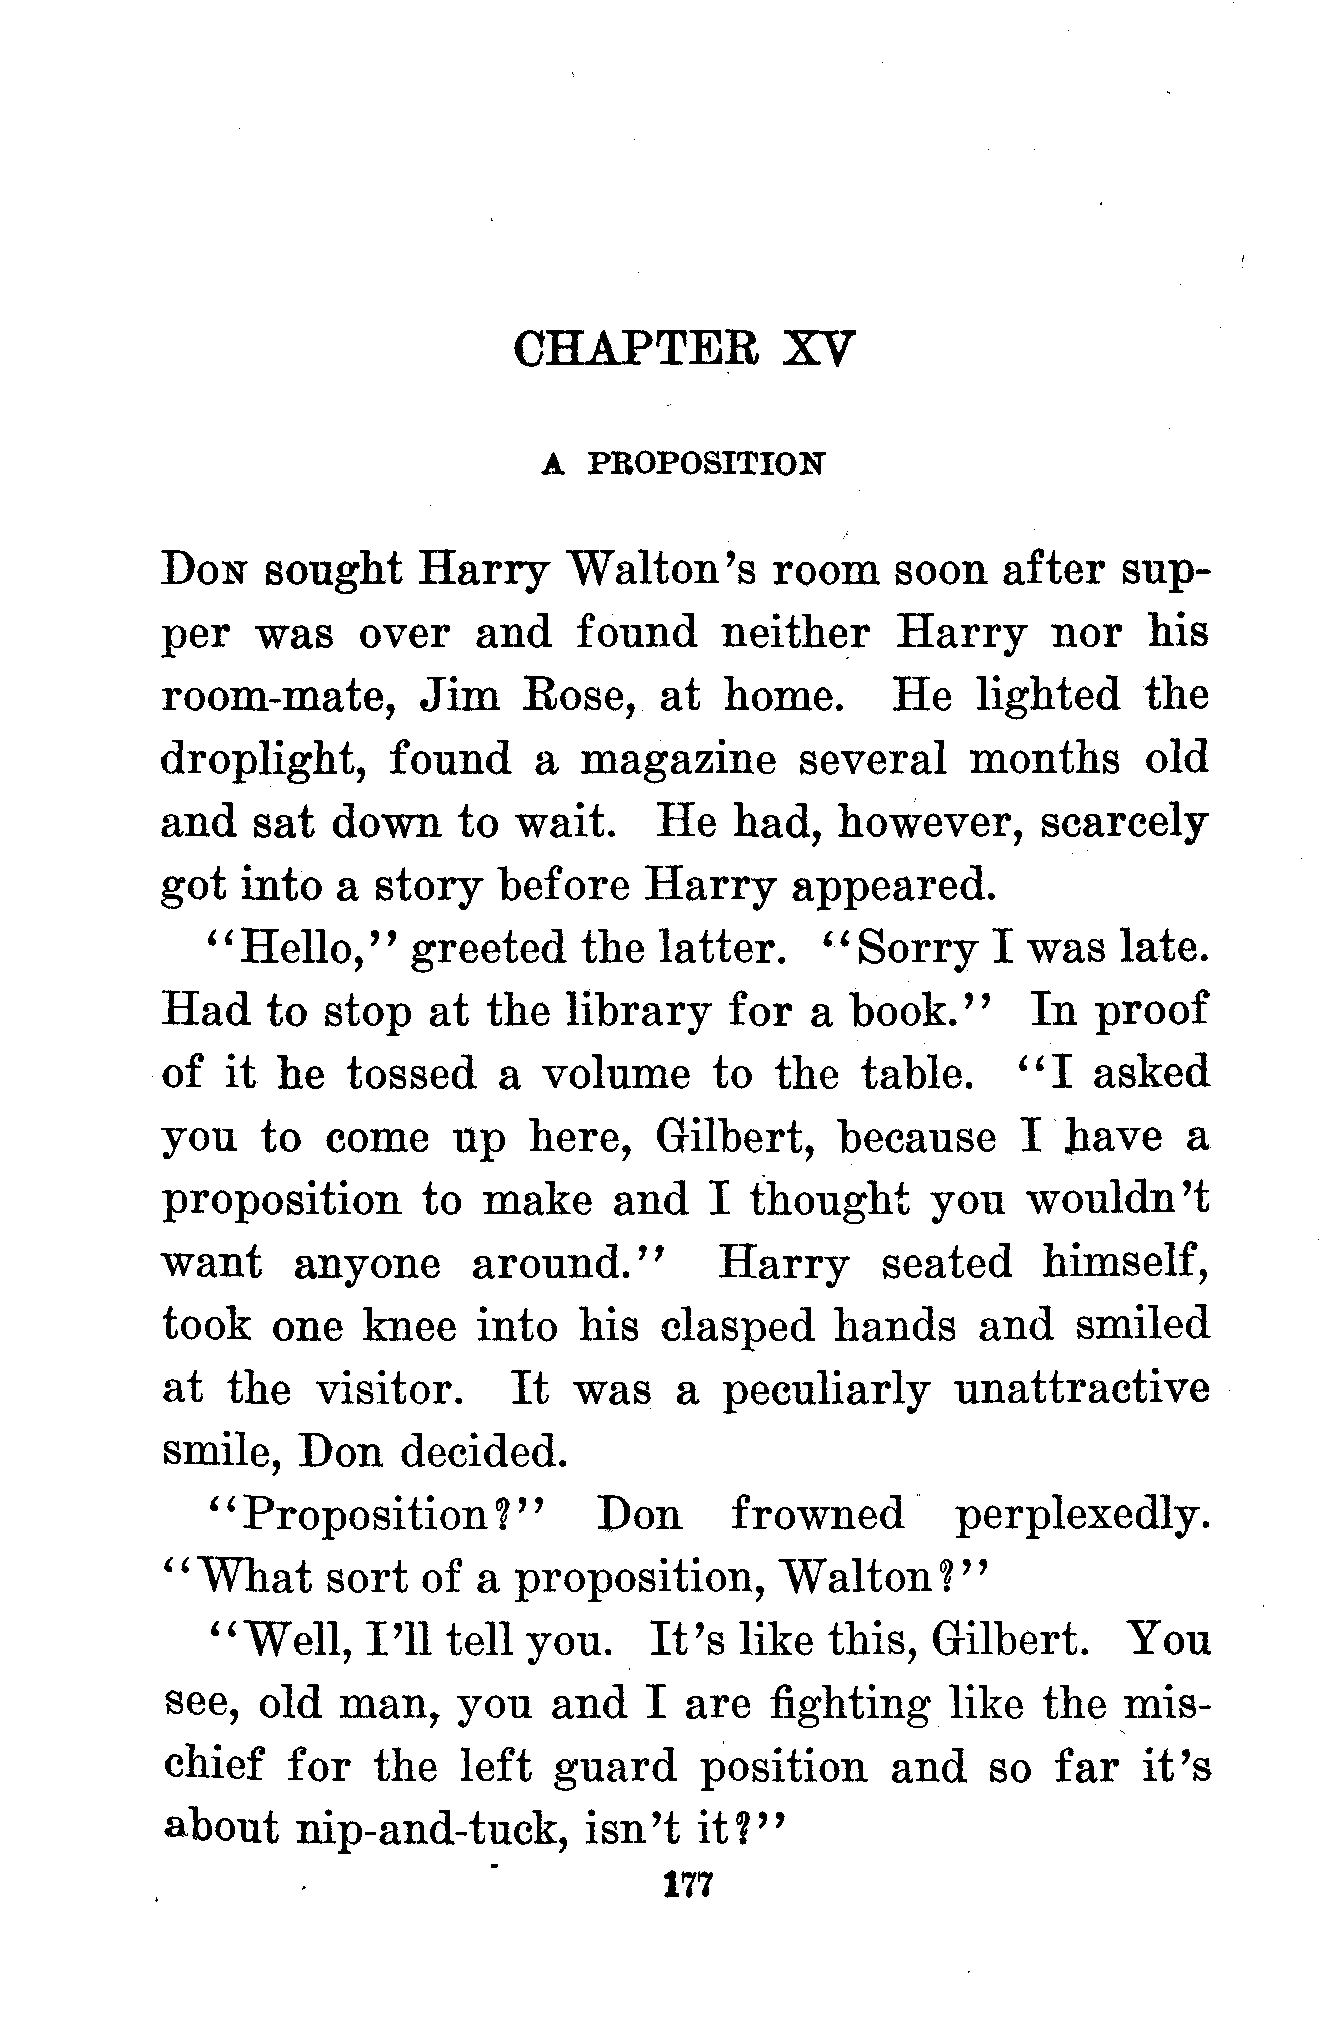 CHAPTER XV
A PROPOSITION
DON sought Harry Walton's room soon after sup-
per was over and found neither Harry nor his
room-mate, Jim Rose, at home. He lighted the
droplight, found a magazine several months old
and sat down to wait. He had, however, scarcely
got into a story before Harry appeared.
"Hello," greeted the latter. "Sorry I was late.
Had to stop at the library for a book." In proof
of it he tossed a volume to the table. "I asked
you to come up here, Gilbert, because I have a
proposition to make and I thought you wouldn't
want anyone around." Harry seated himself,
took one knee into his clasped hands and smiled
at the visitor. It was a peculiarly unattractive
smile, Don decided.
"Proposition?" Don frowned perplexedly.
"What sort of a proposition, Walton?"
"Well, I'll tell you. It's like this, Gilbert. You
see, old man, you and I are fighting like the mis-
chief for the left guard position and so far it's
about nip-and-tuck, isn't it?"
177